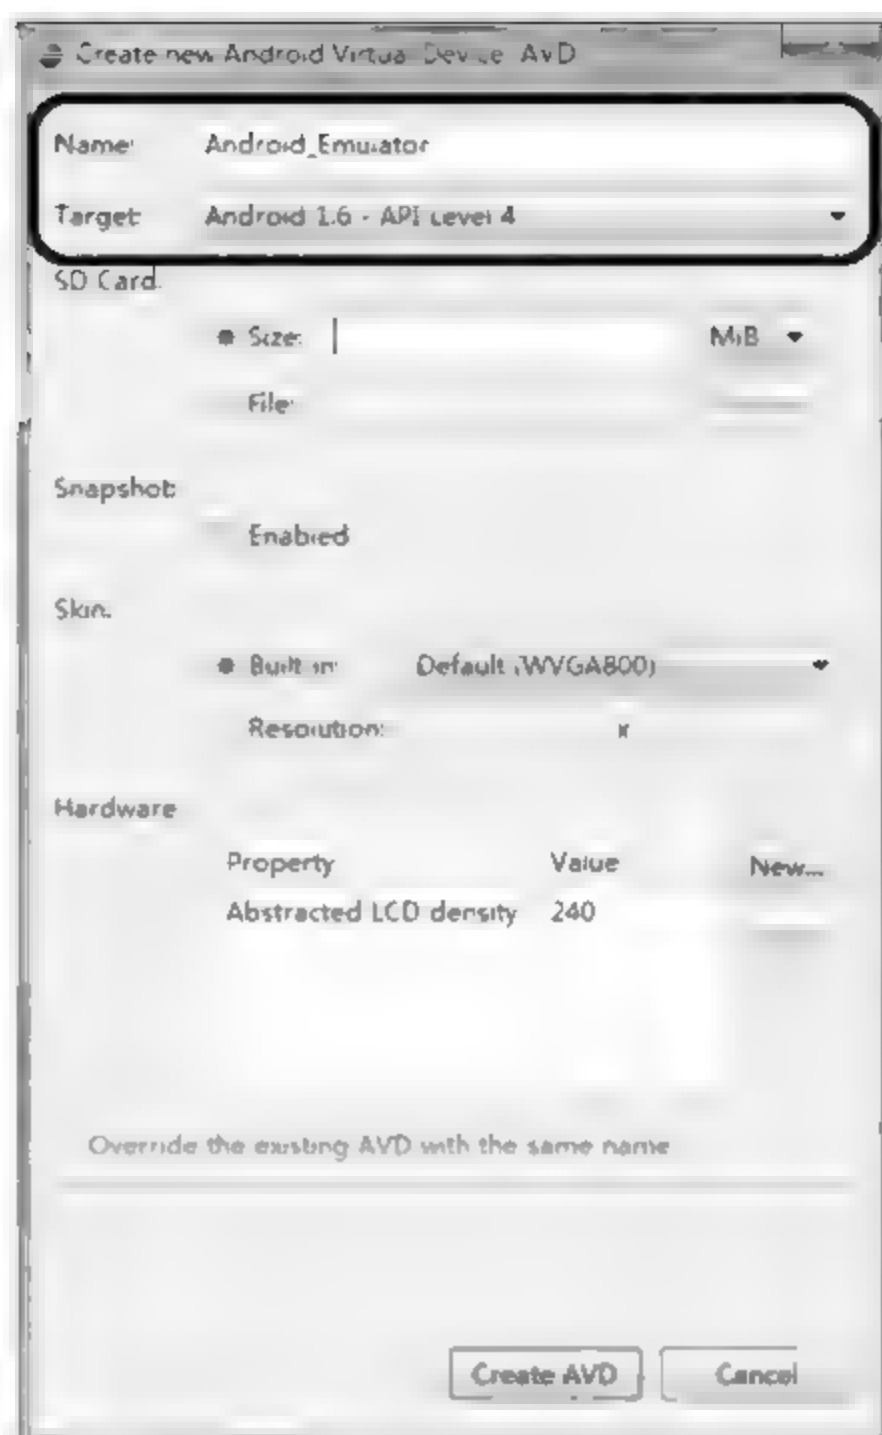 Create new Android Virtual Device AVD
Name: Android_Emulator
Target: Android 1.6 - API Level 4
SD Card:
Size: MiB
File:
Snapshot:
Enabled
Skin:
Built-in: Default (WVGA800)
Resolution: x
Hardware
Property Value New...
Abstracted LCD density 240
Override the existing AVD with the same name
Create AVD Cancel